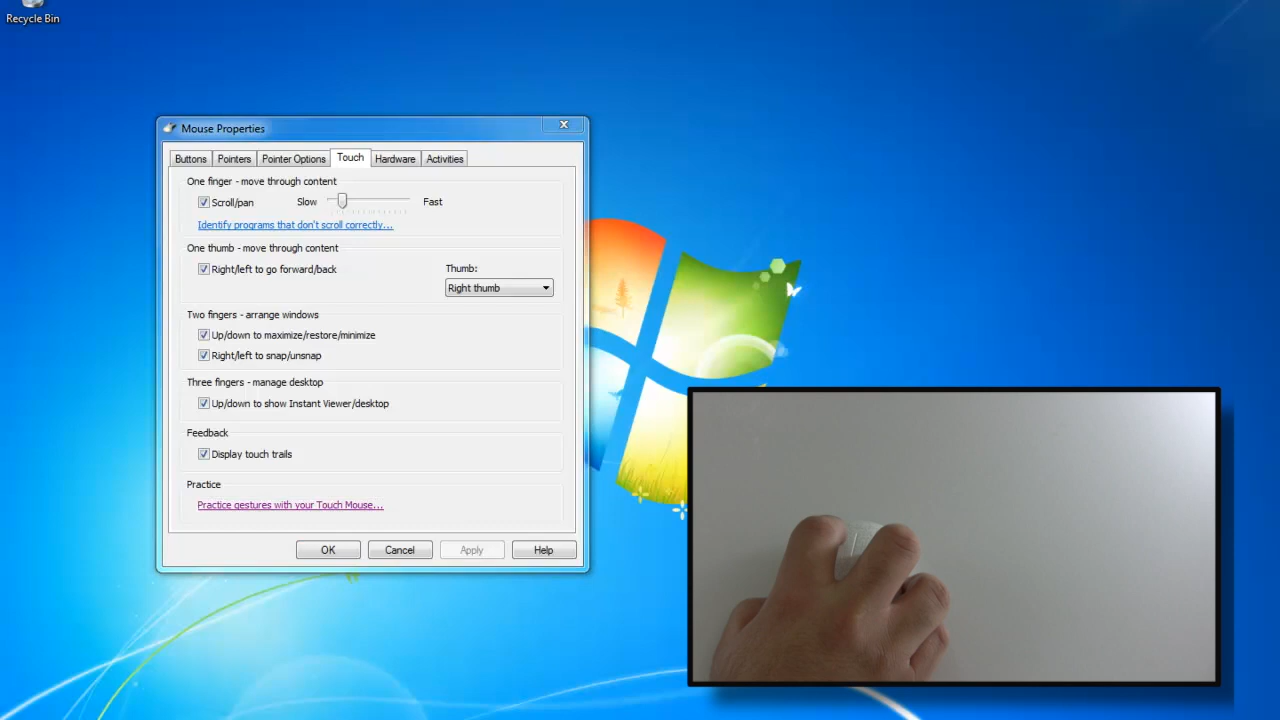 Recycle Bin
Mouse Properties
Buttons Pointers Pointer Options Touch Hardware Activities
One finger - move through content
Scroll/pan Slow Fast
Identify programs that don't scroll correctly...
One thumb - move through content
Right/left to go forward/back Thumb:
Right thumb
Two fingers - arrange windows
Up/down to maximize/restore/minimize
Right/left to snap/unsnap
Three fingers - manage desktop
Up/down to show Instant Viewer/desktop
Feedback
Display touch trails
Practice
Practice gestures with your Touch Mouse...
OK Cancel Apply Help